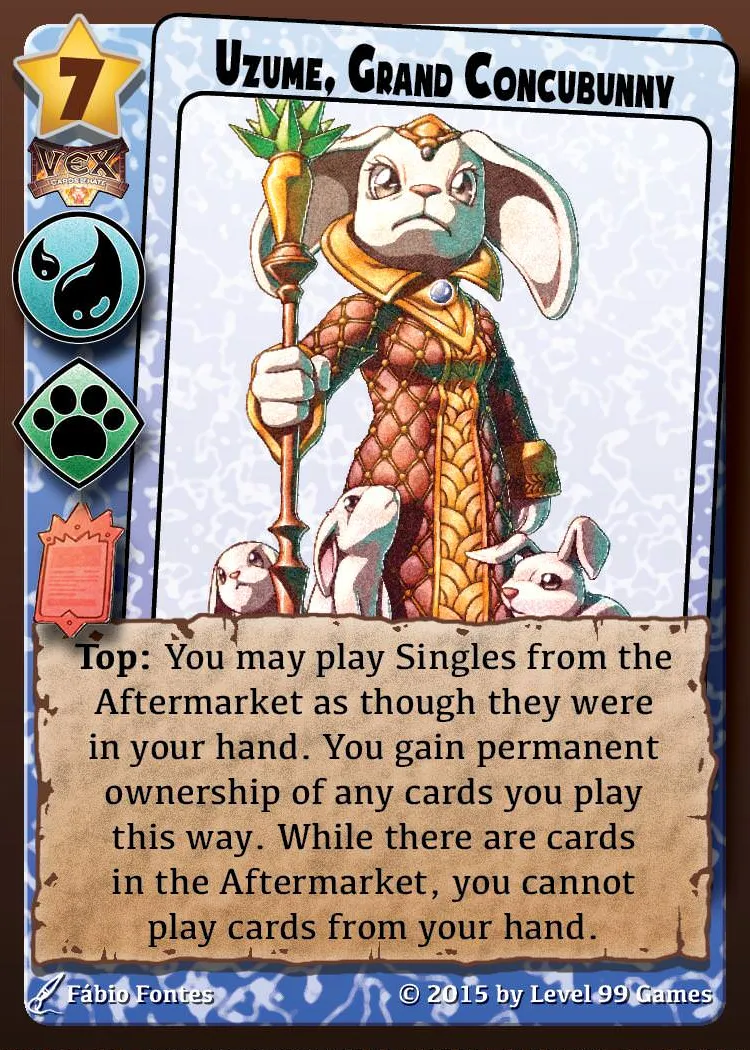 7
UZUME, GRAND CONCUBUNNY
VEX
Top: You may play Singles from the
Aftermarket as though they were
in your hand. You gain permanent
ownership of any cards you play
this way. While there are cards
in the Aftermarket, you cannot
play cards from your hand.
Fábio Fontes
© 2015 by Level 99 Games